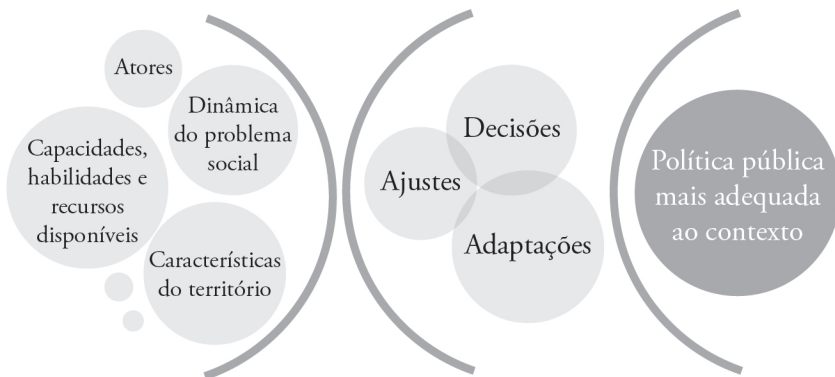 Atores
Dinâmica
do problema
social
Capacidades,
habilidades e
recursos
disponíveis
Características
do território
Decisões
Ajustes
Adaptações
Política pública
mais adequada
ao contexto